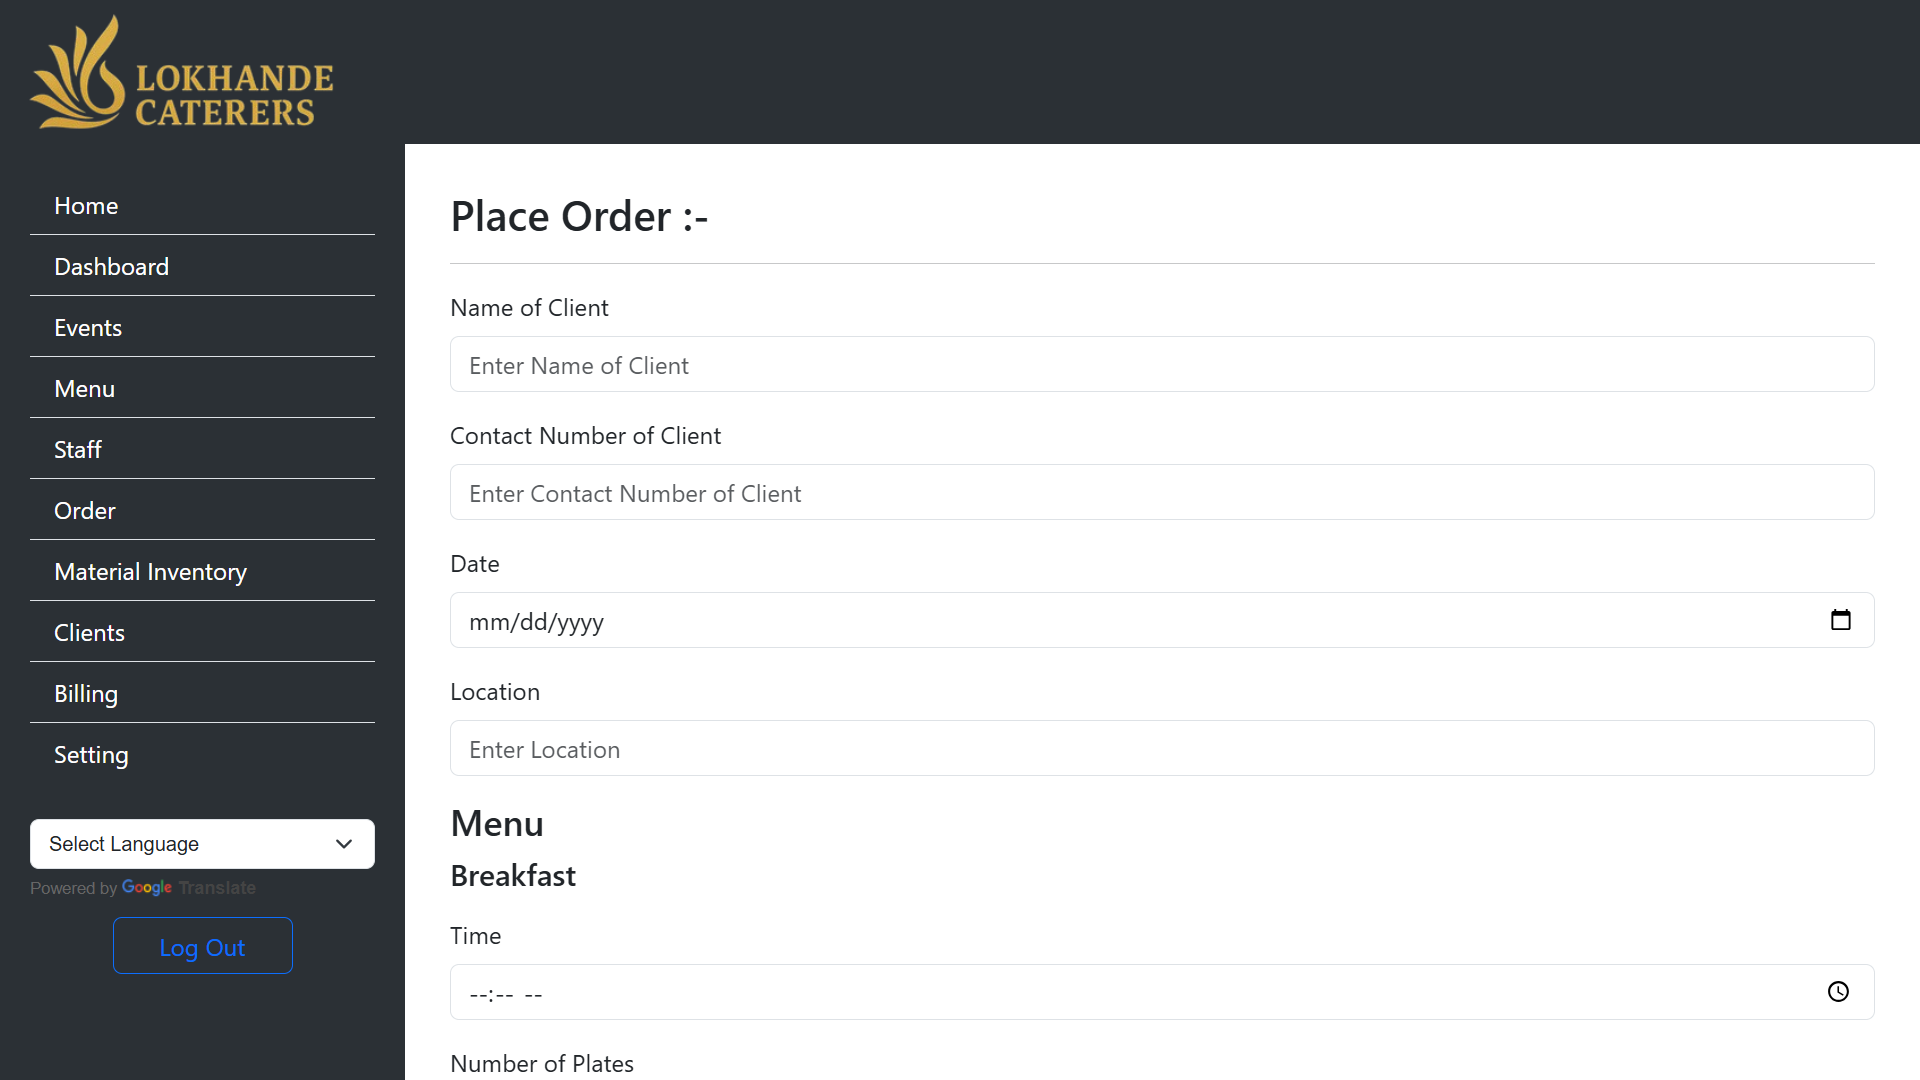 LOKHANDE
CATERERS
Home
Dashboard
Events
Menu
Staff
Order
Material Inventory
Clients
Billing
Setting
Select Language
Powered by Google Translate
Log Out
Place Order :-
Name of Client
Enter Name of Client
Contact Number of Client
Enter Contact Number of Client
Date
mm/dd/yyyy
Location
Enter Location
Menu
Breakfast
Time
--:-- --
Number of Plates